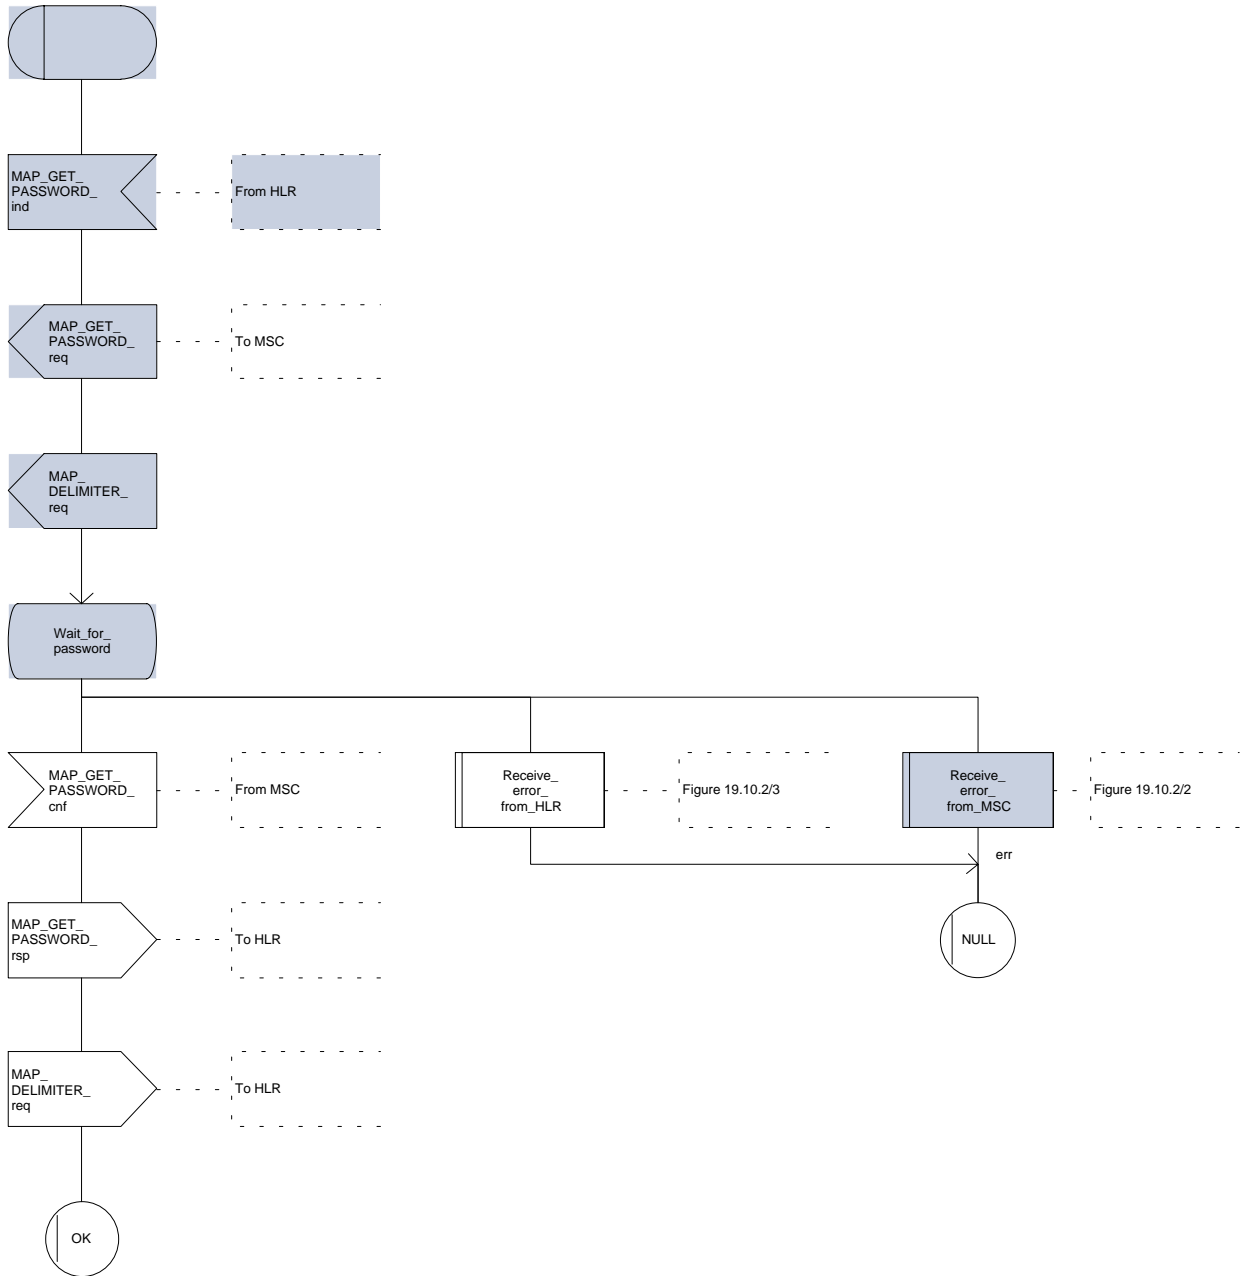 MAP_GET_
PASSWORD_
ind
From HLR
MAP_GET_
PASSWORD_
req
To MSC
MAP_
DELIMITER_
req
Wait_for_
password
MAP_GET_
PASSWORD_
cnf
From MSC
Receive_
error_
from_HLR
Figure 19.10.2/3
Receive_
error_
from_MSC
Figure 19.10.2/2
err
MAP_GET_
PASSWORD_
rsp
To HLR
NULL
MAP_
DELIMITER_
req
To HLR
OK